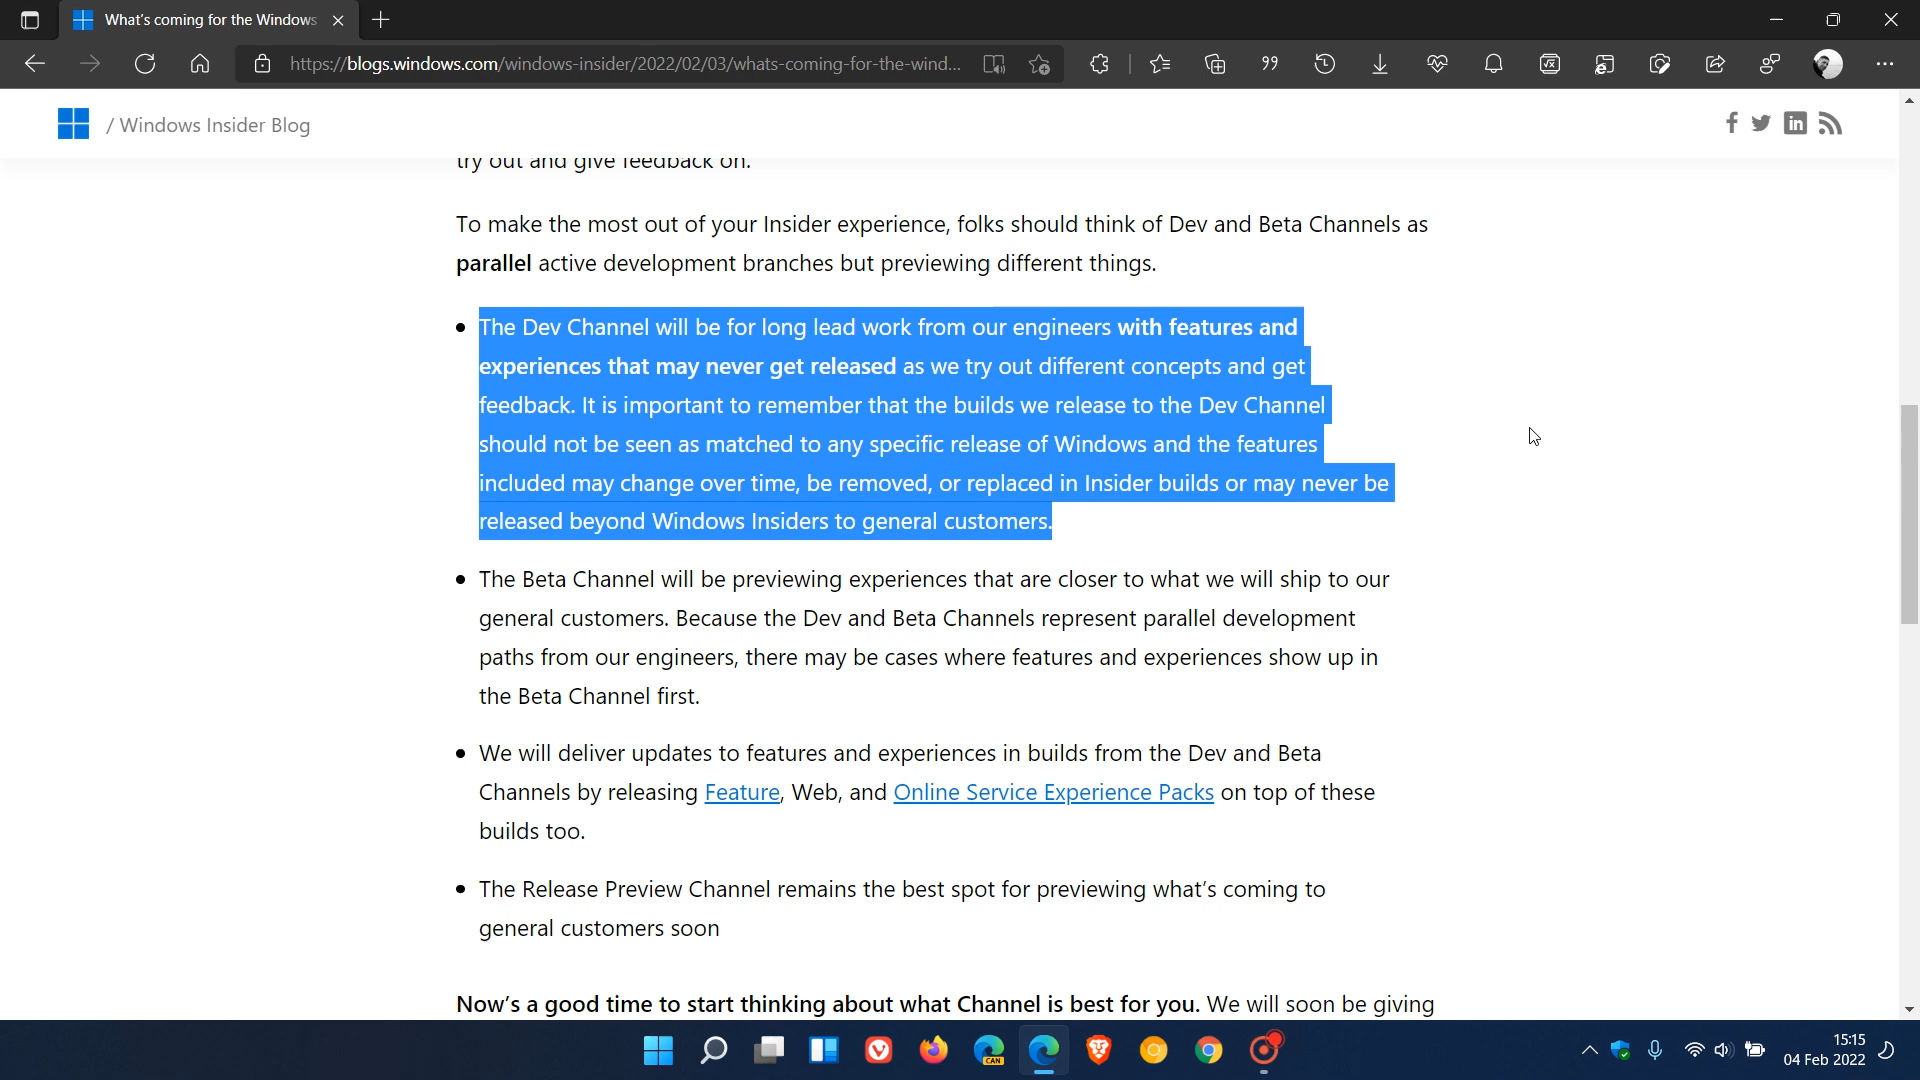 What's coming for the Windows
https://blogs.windows.com/windows-insider/2022/02/03/whats-coming-for-the-wind...
/ Windows Insider Blog
try out and give feedback on.
To make the most out of your Insider experience, folks should think of Dev and Beta Channels as
parallel active development branches but previewing different things.
The Dev Channel will be for long lead work from our engineers with features and
experiences that may never get released as we try out different concepts and get
feedback. It is important to remember that the builds we release to the Dev Channel
should not be seen as matched to any specific release of Windows and the features
included may change over time, be removed, or replaced in Insider builds or may never be
released beyond Windows Insiders to general customers.
The Beta Channel will be previewing experiences that are closer to what we will ship to our
general customers. Because the Dev and Beta Channels represent parallel development
paths from our engineers, there may be cases where features and experiences show up in
the Beta Channel first.
We will deliver updates to features and experiences in builds from the Dev and Beta
Channels by releasing Feature, Web, and Online Service Experience Packs on top of these
builds too.
The Release Preview Channel remains the best spot for previewing what's coming to
general customers soon
Now's a good time to start thinking about what Channel is best for you. We will soon be giving
CAN
15:15
04 Feb 2022